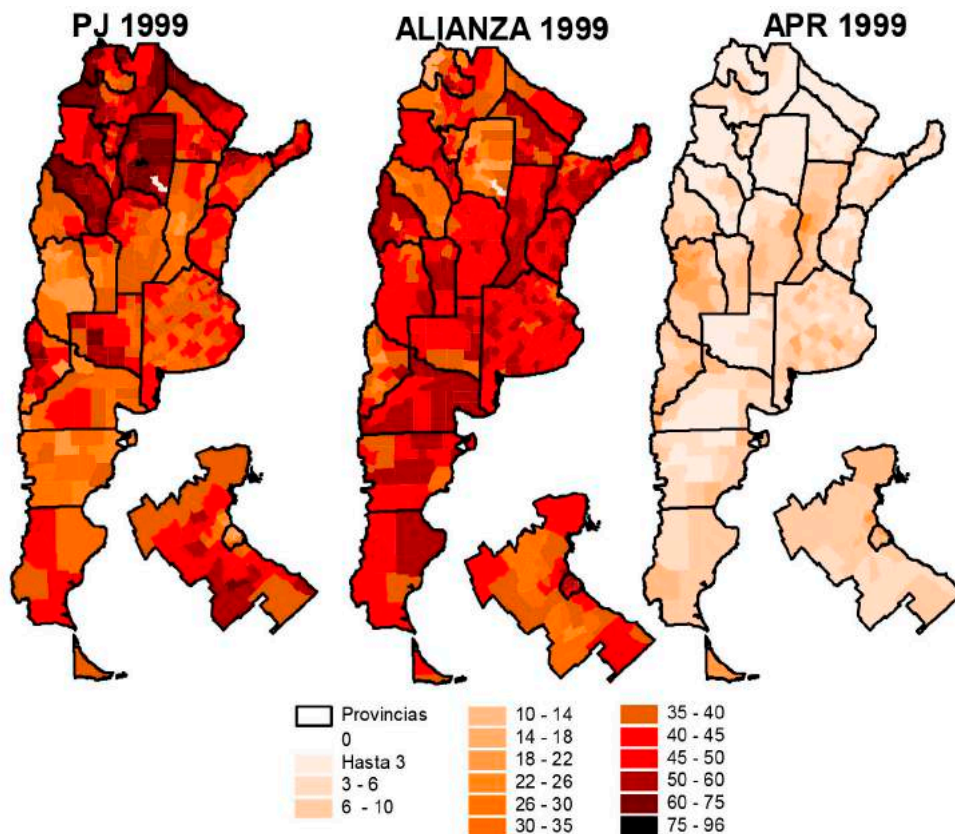 PJ 1999
ALIANZA 1999
APR 1999
Provincias
0
Hasta 3
3 - 6
6 - 10
10 - 14
14 - 18
18 - 22
22 - 26
26 - 30
30 - 35
35 - 40
40 - 45
45 - 50
50 - 60
60 - 75
75 - 96